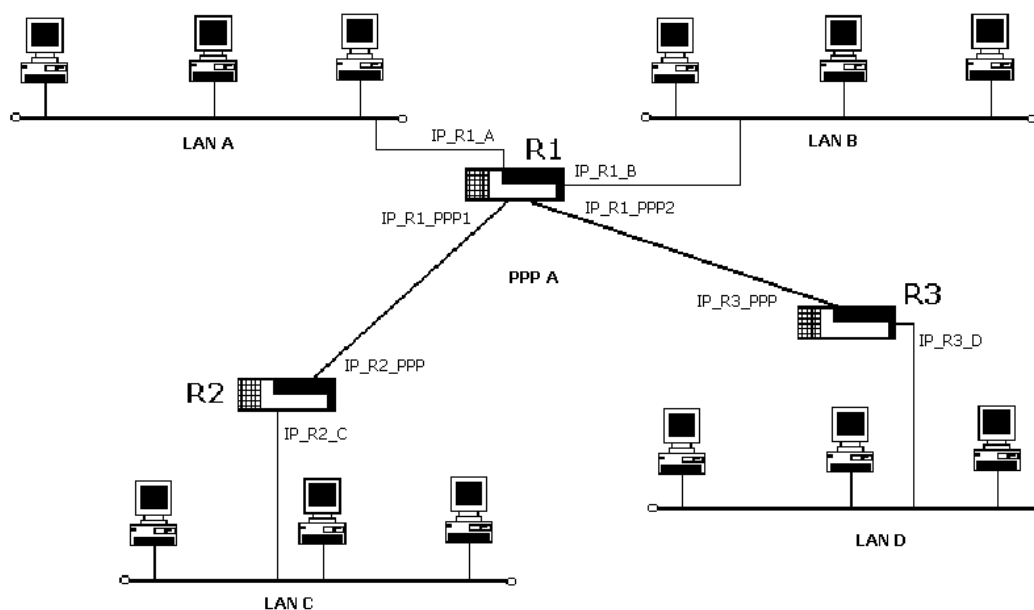 LAN A
LAN B
IP_R1_A
R1
IP_R1_B
IP_R1_PPP1
IP_R1_PPP2
PPP A
IP_R3_PPP
R3
IP_R3_D
IP_R2_PPP
R2
IP_R2_C
LAN D
LAN C